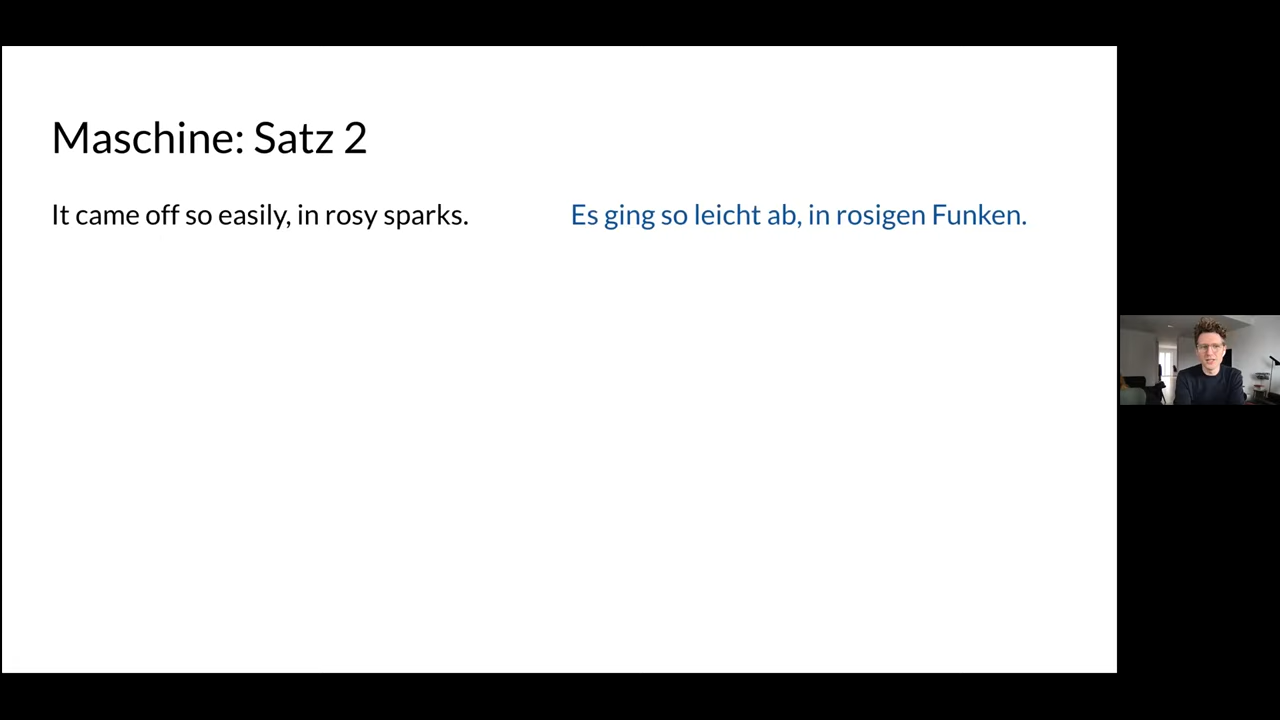 Maschine: Satz 2
It came off so easily, in rosy sparks.
Es ging so leicht ab, in rosigen Funken.